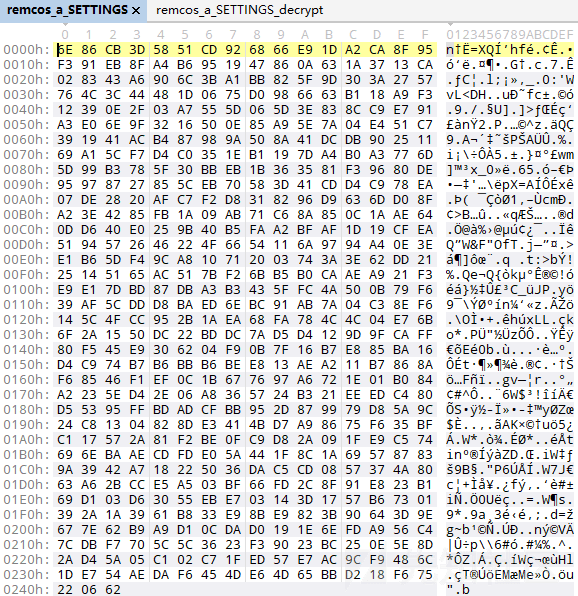 remcos_a_SETTINGS × remcos_a_SETTINGS_decrypt
0 1 2 3 4 5 6 7 8 9 A B C D E F 0123456789ABCDEF
0000h: 6E 86 CB 3D 58 51 CD 92 68 66 E9 1D A2 CA 8F 95 n†Ë=XQÍ’hfé.¢Ê.•
0010h: F3 91 EB 8F A4 B6 95 19 47 86 0A 63 1A 37 13 CA ó‘ë.¤¶•.G†.c.7.Ê
0020h: 02 83 43 A6 90 6C 3B A1 BB 82 5F 9D 30 3A 27 57 .ƒC¦.l;¡»‚_.0:'W
0030h: 76 4C 3C 44 48 1D 06 75 D0 98 66 63 B1 18 A9 F3 vL<DH..uÐ˜fc±.©ó
0040h: 12 39 0E 2F 03 A7 55 5D 06 5D 3E 83 8C C9 E7 91 .9./.§U].]>ƒŒÉç‘
0050h: A3 E0 6E 9F 32 16 50 0E 85 A9 5E 7A 04 E4 51 C7 £ànŸ2.P.…©^z.äQÇ
0060h: 39 19 41 AC B4 87 98 9A 50 8A 41 DC DB 90 25 11 9.A¬´‡˜šPŠAÜÛ.%.
0070h: 69 A1 5C F7 D4 C0 35 1E B1 19 7D A4 B0 A3 77 6D i¡\÷ÔÀ5.±.}¤°£wm
0080h: 5D 99 B3 78 5F 30 BB EB 1B 36 35 81 F3 96 80 DE ]™³x_0»ë.65.ó–€Þ
0090h: 95 97 87 27 85 5C EB 70 58 3D 41 CD D4 C9 78 EA •—‡'…\ëpX=AÍÔÉxê
00A0h: 07 DE 28 20 AF C7 F2 D8 31 82 96 D9 63 6D D0 8F .Þ( ¯ÇòØ1‚–ÙcmÐ.
00B0h: A2 3E 42 85 FB 1A 09 AB 71 C6 8A 85 0C 1A AE 64 ¢>B…û..«qÆŠ…..®d
00C0h: 0D D6 40 E0 25 9B 40 B5 FA A2 BF AF 1D 19 CF EA .Ö@à%›@µú¢¿¯..Ïê
00D0h: 51 94 57 26 46 22 4F 66 54 11 6A 97 94 A4 0E 3E Q”W&F"OfT.j—”¤.>
00E0h: E1 B6 5D F4 9C A8 10 71 20 03 74 3A 3E 62 DD 21 á¶]ôœ¨.q .t:>bÝ!
00F0h: 25 14 51 65 AC 51 7B F2 6B B5 B0 CA AE A9 21 F3 %.Qe¬Q{òkµ°Ê®©!ó
0100h: E9 E1 7D BD 87 DB A3 B3 43 5F FC 4A 50 0B 79 F6 éá}½‡Û£³C_üJP.yö
0110h: 39 AF 5C DD D8 BA ED 6E BC 91 AB 7A 04 C3 8E F6 9¯\ÝØºín¼‘«z.ÃŽö
0120h: 14 5C 4F CC 95 2B 1A EA 68 FA 78 4C 4C 04 E7 6B .\OÌ•+.êhúxLL.çk
0130h: 6F 2A 15 50 DC 22 BD DC 7A D5 D4 12 9D 9F CA FF o*.PÜ"½ÜzÕÔ..ŸÊÿ
0140h: 80 F5 45 E9 30 62 04 F9 0B 7F 16 B7 E8 85 BA 16 €õEé0b.ù...·è…º.
0150h: D4 C9 74 B7 B6 BB B6 BE E8 13 AE A2 11 B7 86 8A ÔÉt·¶»¶¾è.®¢.·†Š
0160h: F6 85 46 F1 EF 0C 1B 67 76 97 A6 72 1E 01 B0 84 ö…Fñï..gv—¦r..°„
0170h: A2 23 5E D4 2E 06 A8 36 57 24 B3 21 EE ED C4 80 ¢#^Ô..¨6W$³!îíÄ€
0180h: D5 53 95 FF BD AD CF BB 95 2D 87 99 79 D8 5A 9C ÕS•ÿ½­Ï»•-‡™yØZœ
0190h: 24 C8 13 04 82 8D E3 41 4B D7 A9 86 75 F6 35 BF $È..‚.ãAK×©†uö5¿
01A0h: C1 17 57 2A 81 F2 BE 0F C9 D8 2A 09 1F E9 C5 74 Á.W*.ò¾.ÉØ*..éÅt
01B0h: 69 6E BA AE CD FD E0 5A 44 1F 8C 1A 69 57 87 83 inº®ÍýàZD.Œ.iW‡ƒ
01C0h: 9A 39 42 A7 18 22 50 36 DA C5 CD 08 57 37 4A 80 š9B§."P6ÚÅÍ.W7J€
01D0h: 63 A6 2B CC E5 A5 03 BF 66 FD 2C 8F 91 E8 23 B1 c¦+Ìå¥.¿fý,.‘è#±
01E0h: 69 D1 03 D6 30 55 EB E7 03 14 3D 17 57 B6 73 01 iÑ.Ö0Uëç..=.W¶s.
01F0h: 39 2A 1A 39 61 B8 33 E9 8B E9 82 3B 90 64 3D 9E 9*.9a¸3é‹é‚;.d=ž
0200h: 67 7E 62 B9 A9 D1 0C DA D0 19 1E 6E FD A9 56 C4 g~b¹©Ñ.ÚÐ..ný©VÄ
0210h: 7C DB F7 70 5C 5C 36 23 F3 90 23 BC 25 0E 5E 8D |Û÷p\\6#ó.#¼%.^.
0220h: 2A D4 5A 05 C1 02 C7 1F ED 57 E7 AC 9C F9 48 6C *ÔZ.Á.Ç.íWç¬œùHl
0230h: 1D E7 54 AE DA F6 45 4D E6 4D 65 BB D2 18 F6 75 .çT®ÚöEMæMe»Ò.öu
0240h: 22 06 62 ".b